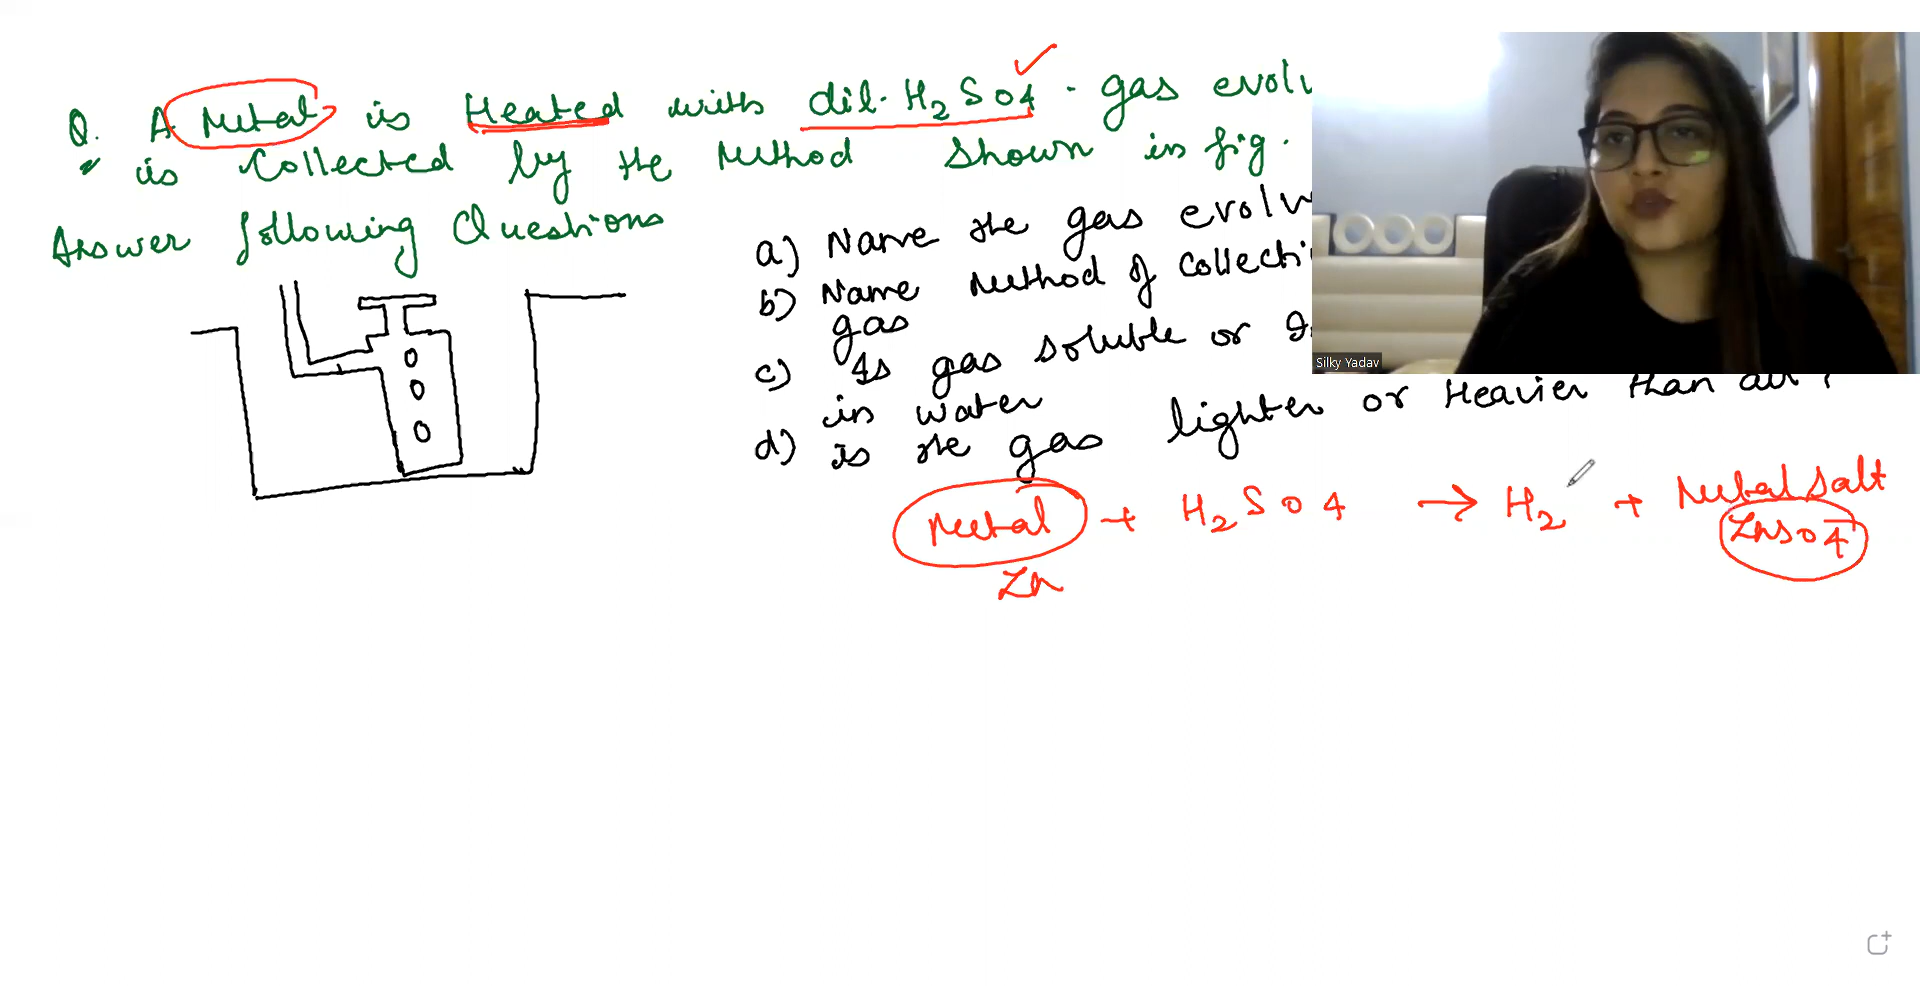 Q. A Metal is Heated with dil. H2SO4. gas evolv
is Collected by the Method Shown in fig.
Answer following Questions
a) Name the gas evolv
b) Name Method of Collecti
gas
c) Is gas soluble or I
in water
d) is the gas lighter or Heavier than air?
Metal + H2SO4 → H2 + Metal salt
Zn
ZnSO4
Silky Yadav